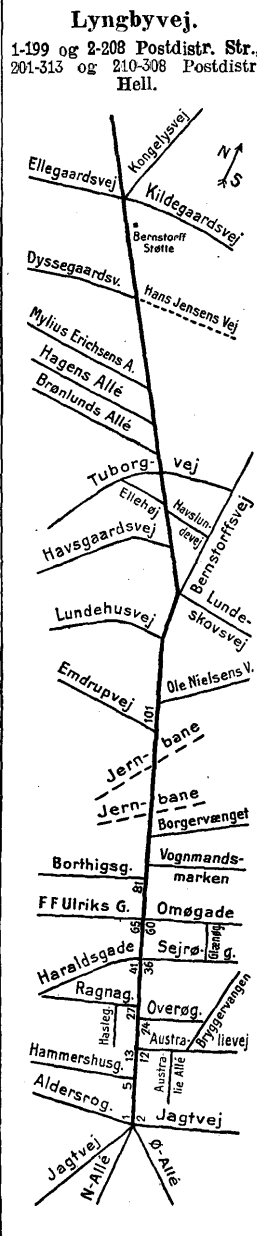 Lyngbyvej.
1-199 og 2-208 Postdistr. Str.,
201-313 og 210-308 Postdistr
Hell.
Kongelysvej
N
S
Ellegaardsvej
Kildegaardsvej
Bernstorff
Støtte
Dyssegaardsv.
Hans Jensens Vej
Mylius Erichsens A.
Hagens Allé
Brønlunds Allé
Tuborg- vej
Ellehøj
Havslun-
devej
Bernstorffsvej
Havsgaardsvej
Lundehusvej
Lunde-
skovsvej
Emdrupvej
Ole Nielsens V.
101
Jern- bane
Jern- bane
Borgervænget
Borthigsg.
Vognmands-
marken
81
F F Ulriks G.
Omøgade
65
60
Glænøg.
Haraldsgade
Sejrø- g.
41
36
Ragnag.
27
Hasleg.
Overøg.
24
Bryggervangen
Austra- lievej
Hammershusg.
13
12
Austra-
lie Allé
5
Aldersrog.
1
2
Jagtvej
Jagtvej
N-Allé
Ø-Allé